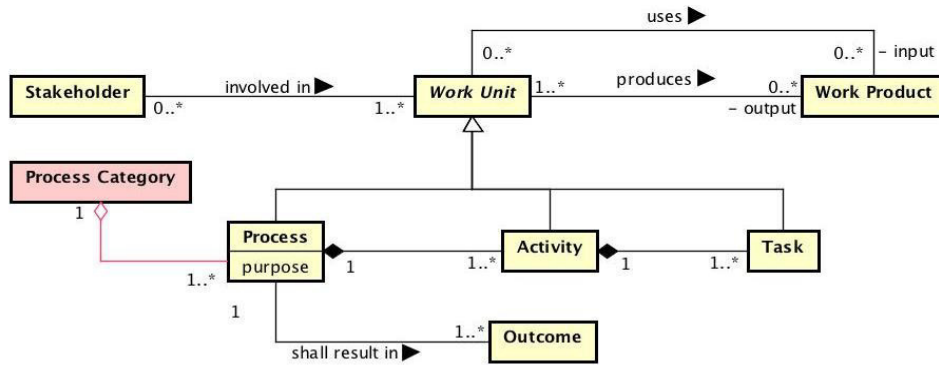 uses ▶
0..*
0..*
– input
Stakeholder
involved in ▶
0..*
1..*
Work Unit
1..*
produces ▶
0..*
– output
Work Product
Process Category
1
1..*
Process
purpose
1
1..*
Activity
1
1..*
Task
1
1..*
shall result in ▶
Outcome